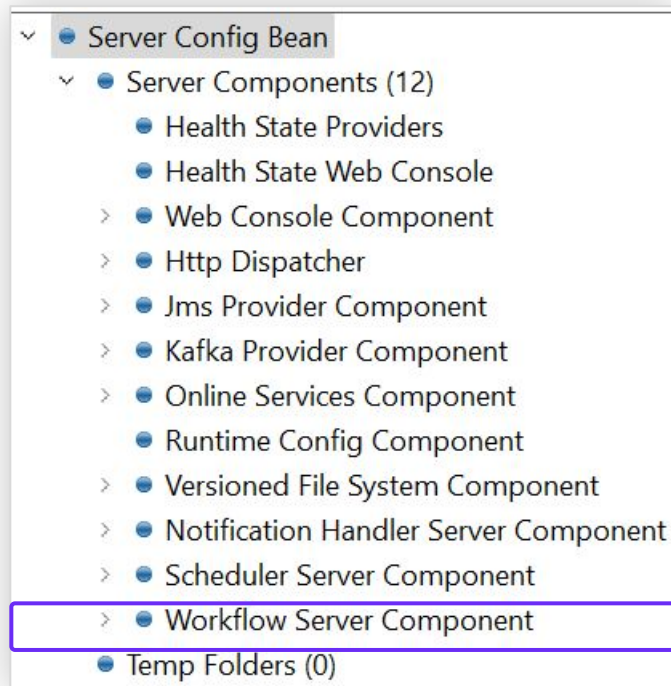 Server Config Bean
Server Components (12)
Health State Providers
Health State Web Console
Web Console Component
Http Dispatcher
Jms Provider Component
Kafka Provider Component
Online Services Component
Runtime Config Component
Versioned File System Component
Notification Handler Server Component
Scheduler Server Component
Workflow Server Component
Temp Folders (0)